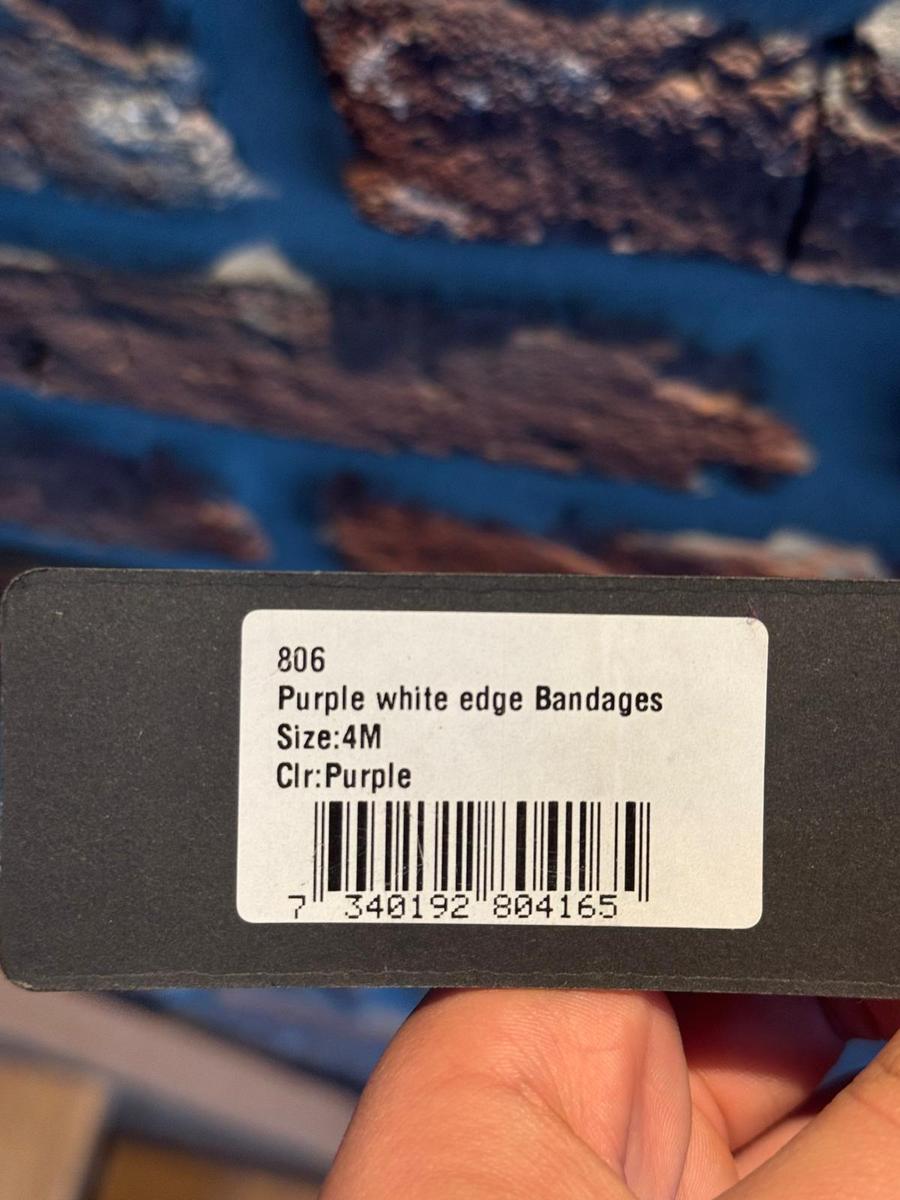 806
Purple white edge Bandages
Size:4M
Clr:Purple
7 340192 804165